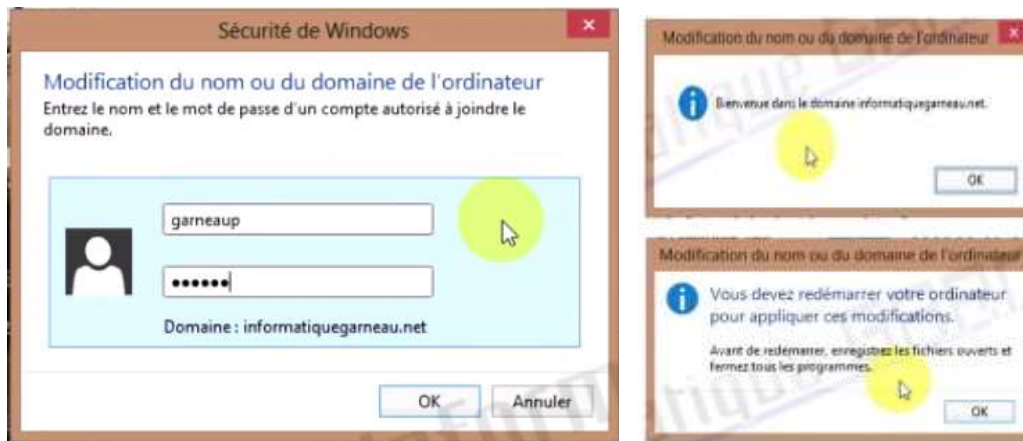 Sécurité de Windows
Modification du nom ou du domaine de l'ordinateur
Entrez le nom et le mot de passe d'un compte autorisé à joindre le
domaine.
garneaup
••••••
Domaine : informatiquegarneau.net
OK Annuler
Modification du nom ou du domaine de l'ordinateur
Bienvenue dans le domaine informatiquegarneau.net.
OK
Modification du nom ou du domaine de l'ordinateur
Vous devez redémarrer votre ordinateur
pour appliquer ces modifications.
Avant de redémarrer, enregistrez les fichiers ouverts et
fermez tous les programmes.
OK